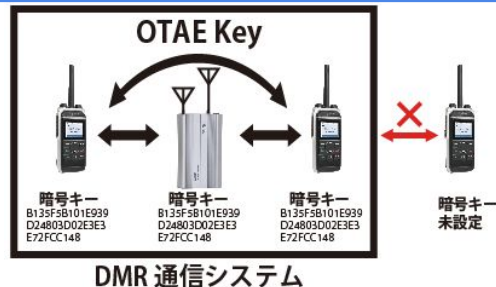 OTAE Key
暗号キー
B135F5B101E939
D24803D02E3E3
E72FCC148
暗号キー
B135F5B101E939
D24803D02E3E3
E72FCC148
暗号キー
B135F5B101E939
D24803D02E3E3
E72FCC148
暗号キー
未設定
DMR 通信システム